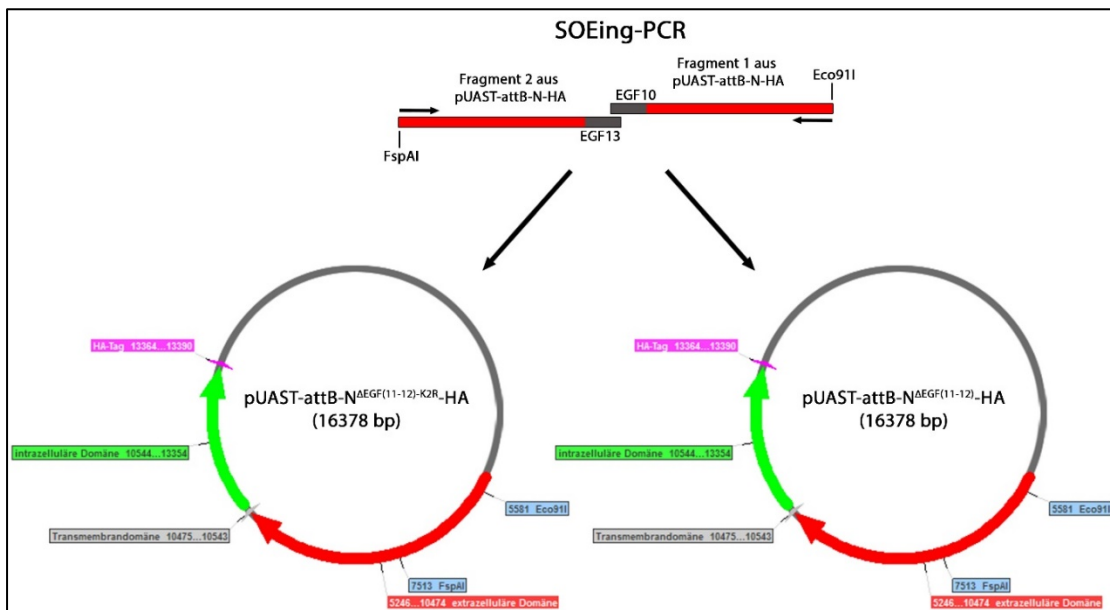 SOEing-PCR
Fragment 2 aus
pUAST-attB-N-HA
Fragment 1 aus
pUAST-attB-N-HA
Eco91I
EGF10
EGF13
FspAI
HA-Tag 13364...13390
pUAST-attB-N^ΔEGF(11-12)-K2R-HA
(16378 bp)
intrazelluläre Domäne 10544...13354
5581 Eco91I
Transmembrandomäne 10475...10543
7513 FspAI
5246...10474 extrazelluläre Domäne
HA-Tag 13364...13390
pUAST-attB-N^ΔEGF(11-12)-HA
(16378 bp)
intrazelluläre Domäne 10544...13354
5581 Eco91I
Transmembrandomäne 10475...10543
7513 FspAI
5246...10474 extrazelluläre Domäne